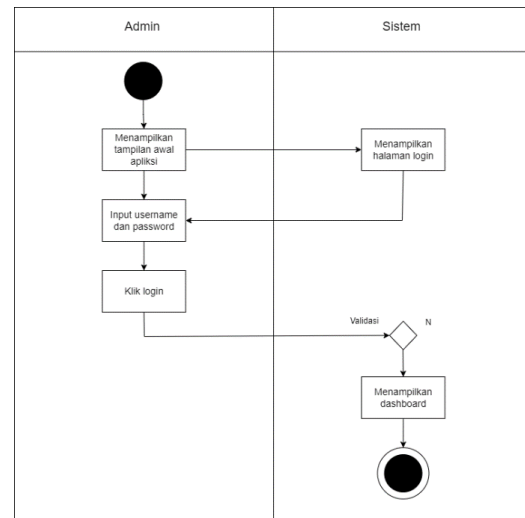 Admin
Sistem
Menampilkan
tampilan awal
apliksi
Menampilkan
halaman login
Input username
dan password
Klik login
Validasi
N
Menampilkan
dashboard